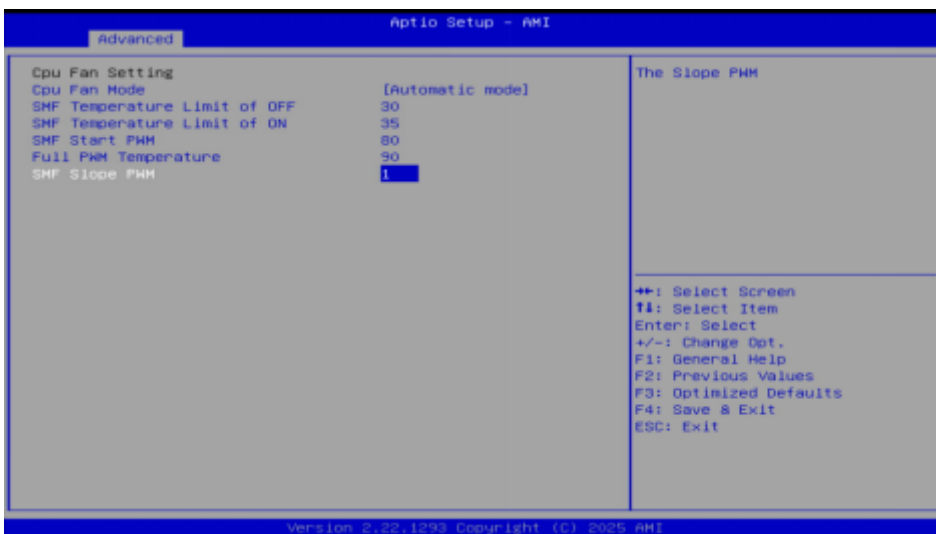 Aptio Setup - AMI
Advanced
Cpu Fan Setting
Cpu Fan Mode [Automatic mode]
SMF Temperature Limit of OFF 30
SMF Temperature Limit of ON 35
SMF Start PWM 80
Full PWM Temperature 90
SMF Slope PWM 1
The Slope PWM
→←: Select Screen
↑↓: Select Item
Enter: Select
+/-: Change Opt.
F1: General Help
F2: Previous Values
F3: Optimized Defaults
F4: Save & Exit
ESC: Exit
Version 2.22.1293 Copyright (C) 2025 AMI